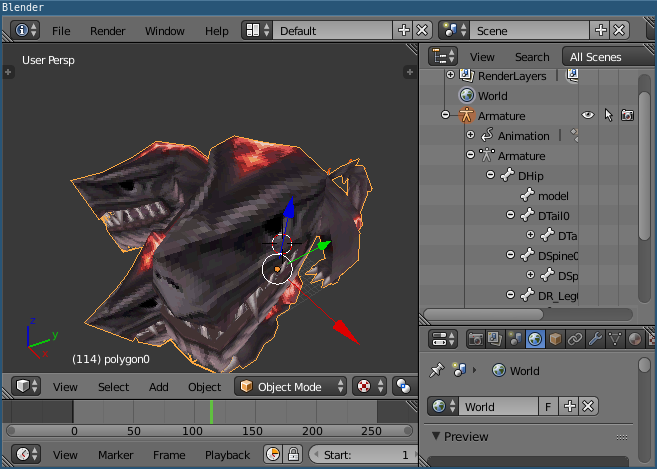 Blender
File Render Window Help Default Scene
User Persp
View Search All Scenes
RenderLayers
World
Armature
Animation
Armature
DHip
model
DTail0
DTa
DSpine0
DSp
DR_Leg
z
y
x
(114) polygon0
World
View Select Add Object Object Mode
World F
0 50 100 150 200 250
Preview
View Marker Frame Playback Start: 1